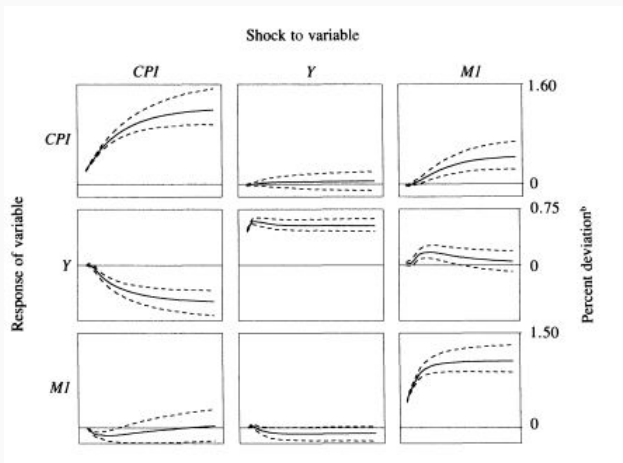 Shock to variable
CPI Y M1
1.60
CPI
0
0.75
Y
0
1.50
M1
0
Response of variable
Percent deviationᵇ